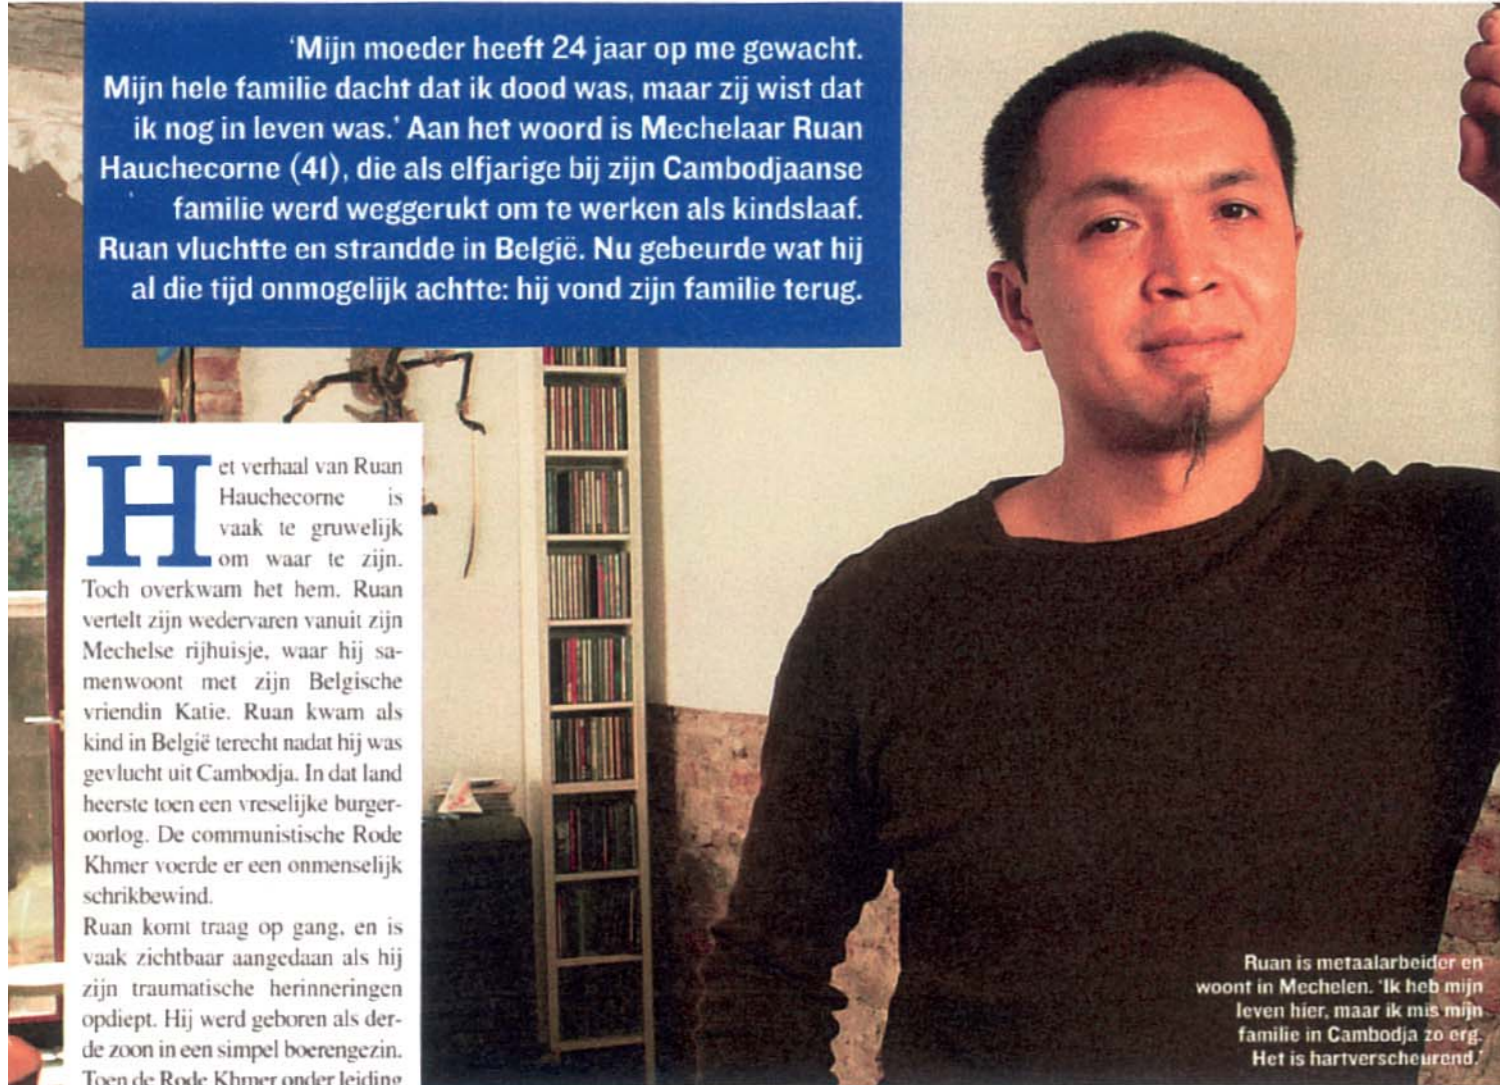 'Mijn moeder heeft 24 jaar op me gewacht.
Mijn hele familie dacht dat ik dood was, maar zij wist dat
ik nog in leven was.' Aan het woord is Mechelaar Ruan
Hauchecorne (41), die als elfjarige bij zijn Cambodjaanse
familie werd weggerukt om te werken als kindslaaf.
Ruan vluchtte en strandde in België. Nu gebeurde wat hij
al die tijd onmogelijk achtte: hij vond zijn familie terug.
Het verhaal van Ruan
Hauchecorne is
vaak te gruwelijk
om waar te zijn.
Toch overkwam het hem. Ruan
vertelt zijn wedervaren vanuit zijn
Mechelse rijhuisje, waar hij sa-
menwoont met zijn Belgische
vriendin Katie. Ruan kwam als
kind in België terecht nadat hij was
gevlucht uit Cambodja. In dat land
heerste toen een vreselijke burger-
oorlog. De communistische Rode
Khmer voerde er een onmenselijk
schrikbewind.
Ruan komt traag op gang, en is
vaak zichtbaar aangedaan als hij
zijn traumatische herinneringen
opdiept. Hij werd geboren als der-
de zoon in een simpel boerengezin.
Toen de Rode Khmer onder leiding
Ruan is metaalarbeider en
woont in Mechelen. 'Ik heb mijn
leven hier, maar ik mis mijn
familie in Cambodja zo erg.
Het is hartverscheurend.'